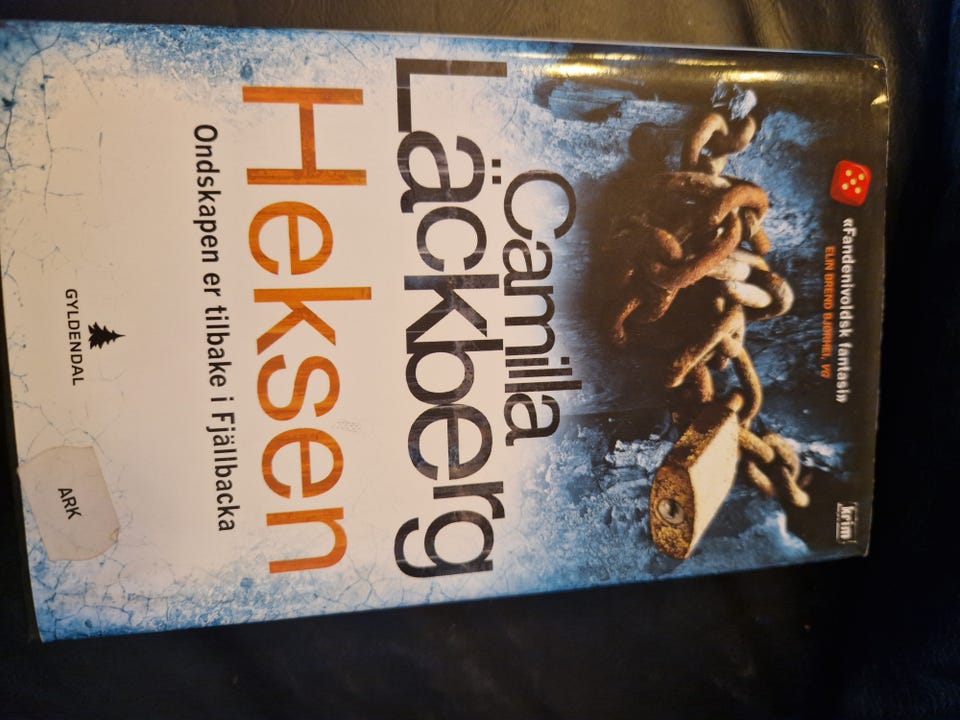 «Fandenivoldsk fantasi»
ELIN BREND BJØRHEI, VG
krim
Camilla
Läckberg
Heksen
Ondskapen er tilbake i Fjällbacka
GYLDENDAL
ARK